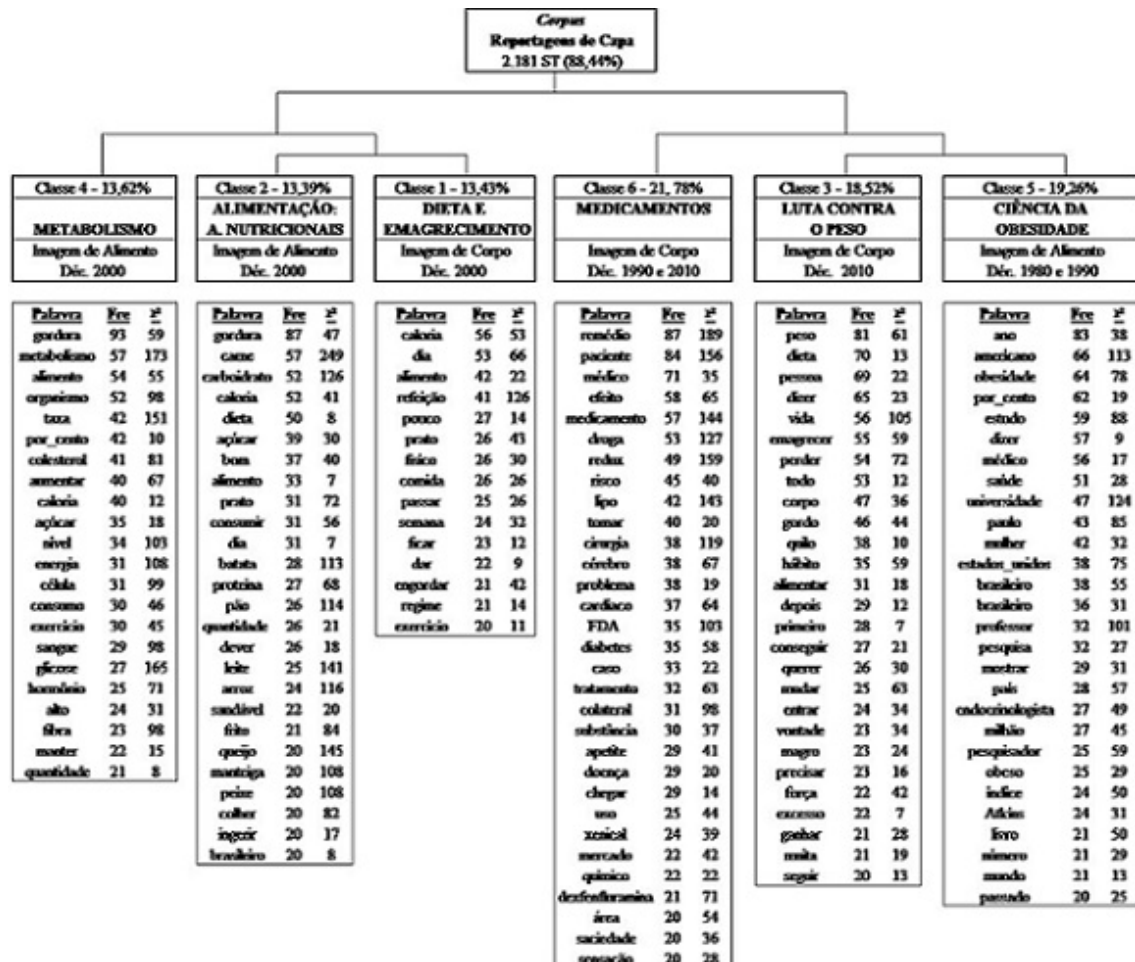 Corpus
Reportagens de Capa
2.181 ST (88,44%)
Classe 4 - 13,62%
METABOLISMO
Imagem de Alimento
Déc. 2000
Palavra Fre x²
gordura 93 59
metabolismo 57 173
alimento 54 55
organismo 52 98
taxa 42 151
por_cento 42 10
colesterol 41 81
aumentar 40 67
caloria 40 12
açúcar 35 18
nível 34 103
energia 31 108
célula 31 99
consumo 30 46
exercício 30 45
sangue 29 98
glicose 27 165
hormônio 25 71
alto 24 31
fibra 23 98
manter 22 15
quantidade 21 8
Classe 2 - 13,39%
ALIMENTAÇÃO:
A. NUTRICIONAIS
Imagem de Alimento
Déc. 2000
Palavra Fre x²
gordura 87 47
carne 57 249
carboidrato 52 126
caloria 52 41
dieta 50 8
açúcar 39 30
bom 37 40
alimento 33 7
prato 31 72
consumir 31 56
dia 31 7
batata 28 113
proteína 27 68
pão 26 114
quantidade 26 21
dever 26 18
leite 25 141
arroz 24 116
saudável 22 20
frito 21 84
queijo 20 145
manteiga 20 108
peixe 20 108
colher 20 82
ingerir 20 17
brasileiro 20 8
Classe 1 - 13,43%
DIETA E
EMAGRECIMENTO
Imagem de Corpo
Déc. 2000
Palavra Fre x²
caloria 56 53
dia 53 66
alimento 42 22
refeição 41 126
pouco 27 14
prato 26 43
físico 26 30
comida 26 26
passar 25 26
semana 24 32
ficar 23 12
dar 22 9
engordar 21 42
regime 21 14
exercício 20 11
Classe 6 - 21, 78%
MEDICAMENTOS
Imagem de Corpo
Déc. 1990 e 2010
Palavra Fre x²
remédio 87 189
paciente 84 156
médico 71 35
efeito 58 65
medicamento 57 144
droga 53 127
redux 49 159
risco 45 40
lipo 42 143
tomar 40 20
cirurgia 38 119
cérebro 38 67
problema 38 19
cardíaco 37 64
FDA 35 103
diabetes 35 58
caso 33 22
tratamento 32 63
colateral 31 98
substância 30 37
apetite 29 41
doença 29 20
chegar 29 14
uso 25 44
xenical 24 39
mercado 22 42
químico 22 22
dexfenfluramina 21 71
área 20 54
saciedade 20 36
sensação 20 28
Classe 3 - 18,52%
LUTA CONTRA
O PESO
Imagem de Corpo
Déc. 2010
Palavra Fre x²
peso 81 61
dieta 70 13
pessoa 69 22
dizer 65 23
vida 56 105
emagrecer 55 59
perder 54 72
todo 53 12
corpo 47 36
gordo 46 44
quilo 38 10
hábito 35 59
alimentar 31 18
depois 29 12
primeiro 28 7
conseguir 27 21
querer 26 30
mudar 25 63
entrar 24 34
vontade 23 34
magro 23 24
precisar 23 16
força 22 42
excesso 22 7
ganhar 21 28
muita 21 19
seguir 20 13
Classe 5 - 19,26%
CIÊNCIA DA
OBESIDADE
Imagem de Alimento
Déc. 1980 e 1990
Palavra Fre x²
ano 83 38
americano 66 113
obesidade 64 78
por_cento 62 19
estudo 59 88
dizer 57 9
médico 56 17
saúde 51 28
universidade 47 124
paulo 43 85
mulher 42 32
estados_unidos 38 75
brasileiro 38 55
brasileiro 36 31
professor 32 101
pesquisa 32 27
mostrar 29 31
país 28 57
endocrinologista 27 49
milhão 27 45
pesquisador 25 59
obeso 25 29
índice 24 50
Atkins 24 31
livro 21 50
número 21 29
mundo 21 13
passado 20 25